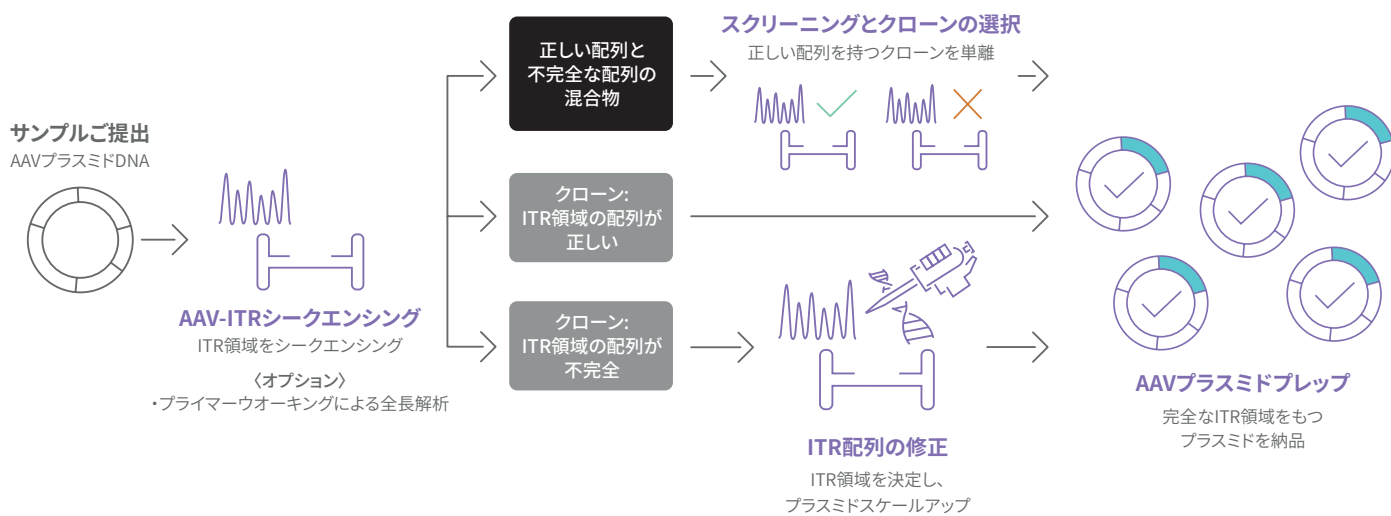 サンプルご提出
AAVプラスミドDNA
AAV-ITRシークエンシング
ITR領域をシークエンシング
〈オプション〉
・プライマーウオーキングによる全長解析
正しい配列と
不完全な配列の
混合物
クローン:
ITR領域の配列が
正しい
クローン:
ITR領域の配列が
不完全
スクリーニングとクローンの選択
正しい配列を持つクローンを単離
ITR配列の修正
ITR領域を決定し、
プラスミドスケールアップ
AAVプラスミドプレップ
完全なITR領域をもつ
プラスミドを納品